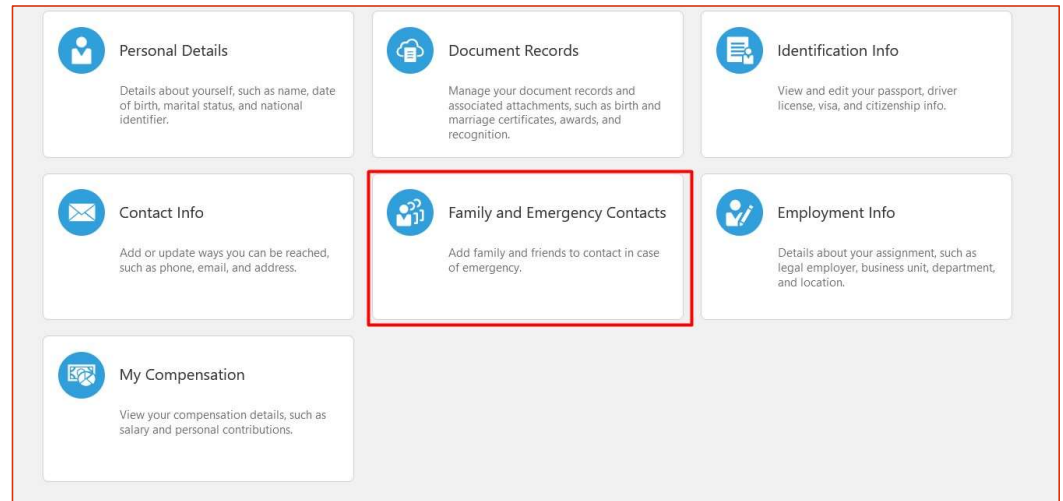 Personal Details
Details about yourself, such as name, date
of birth, marital status, and national
identifier.
Document Records
Manage your document records and
associated attachments, such as birth and
marriage certificates, awards, and
recognition.
Identification Info
View and edit your passport, driver
license, visa, and citizenship info.
Contact Info
Add or update ways you can be reached,
such as phone, email, and address.
Family and Emergency Contacts
Add family and friends to contact in case
of emergency.
Employment Info
Details about your assignment, such as
legal employer, business unit, department,
and location.
My Compensation
View your compensation details, such as
salary and personal contributions.